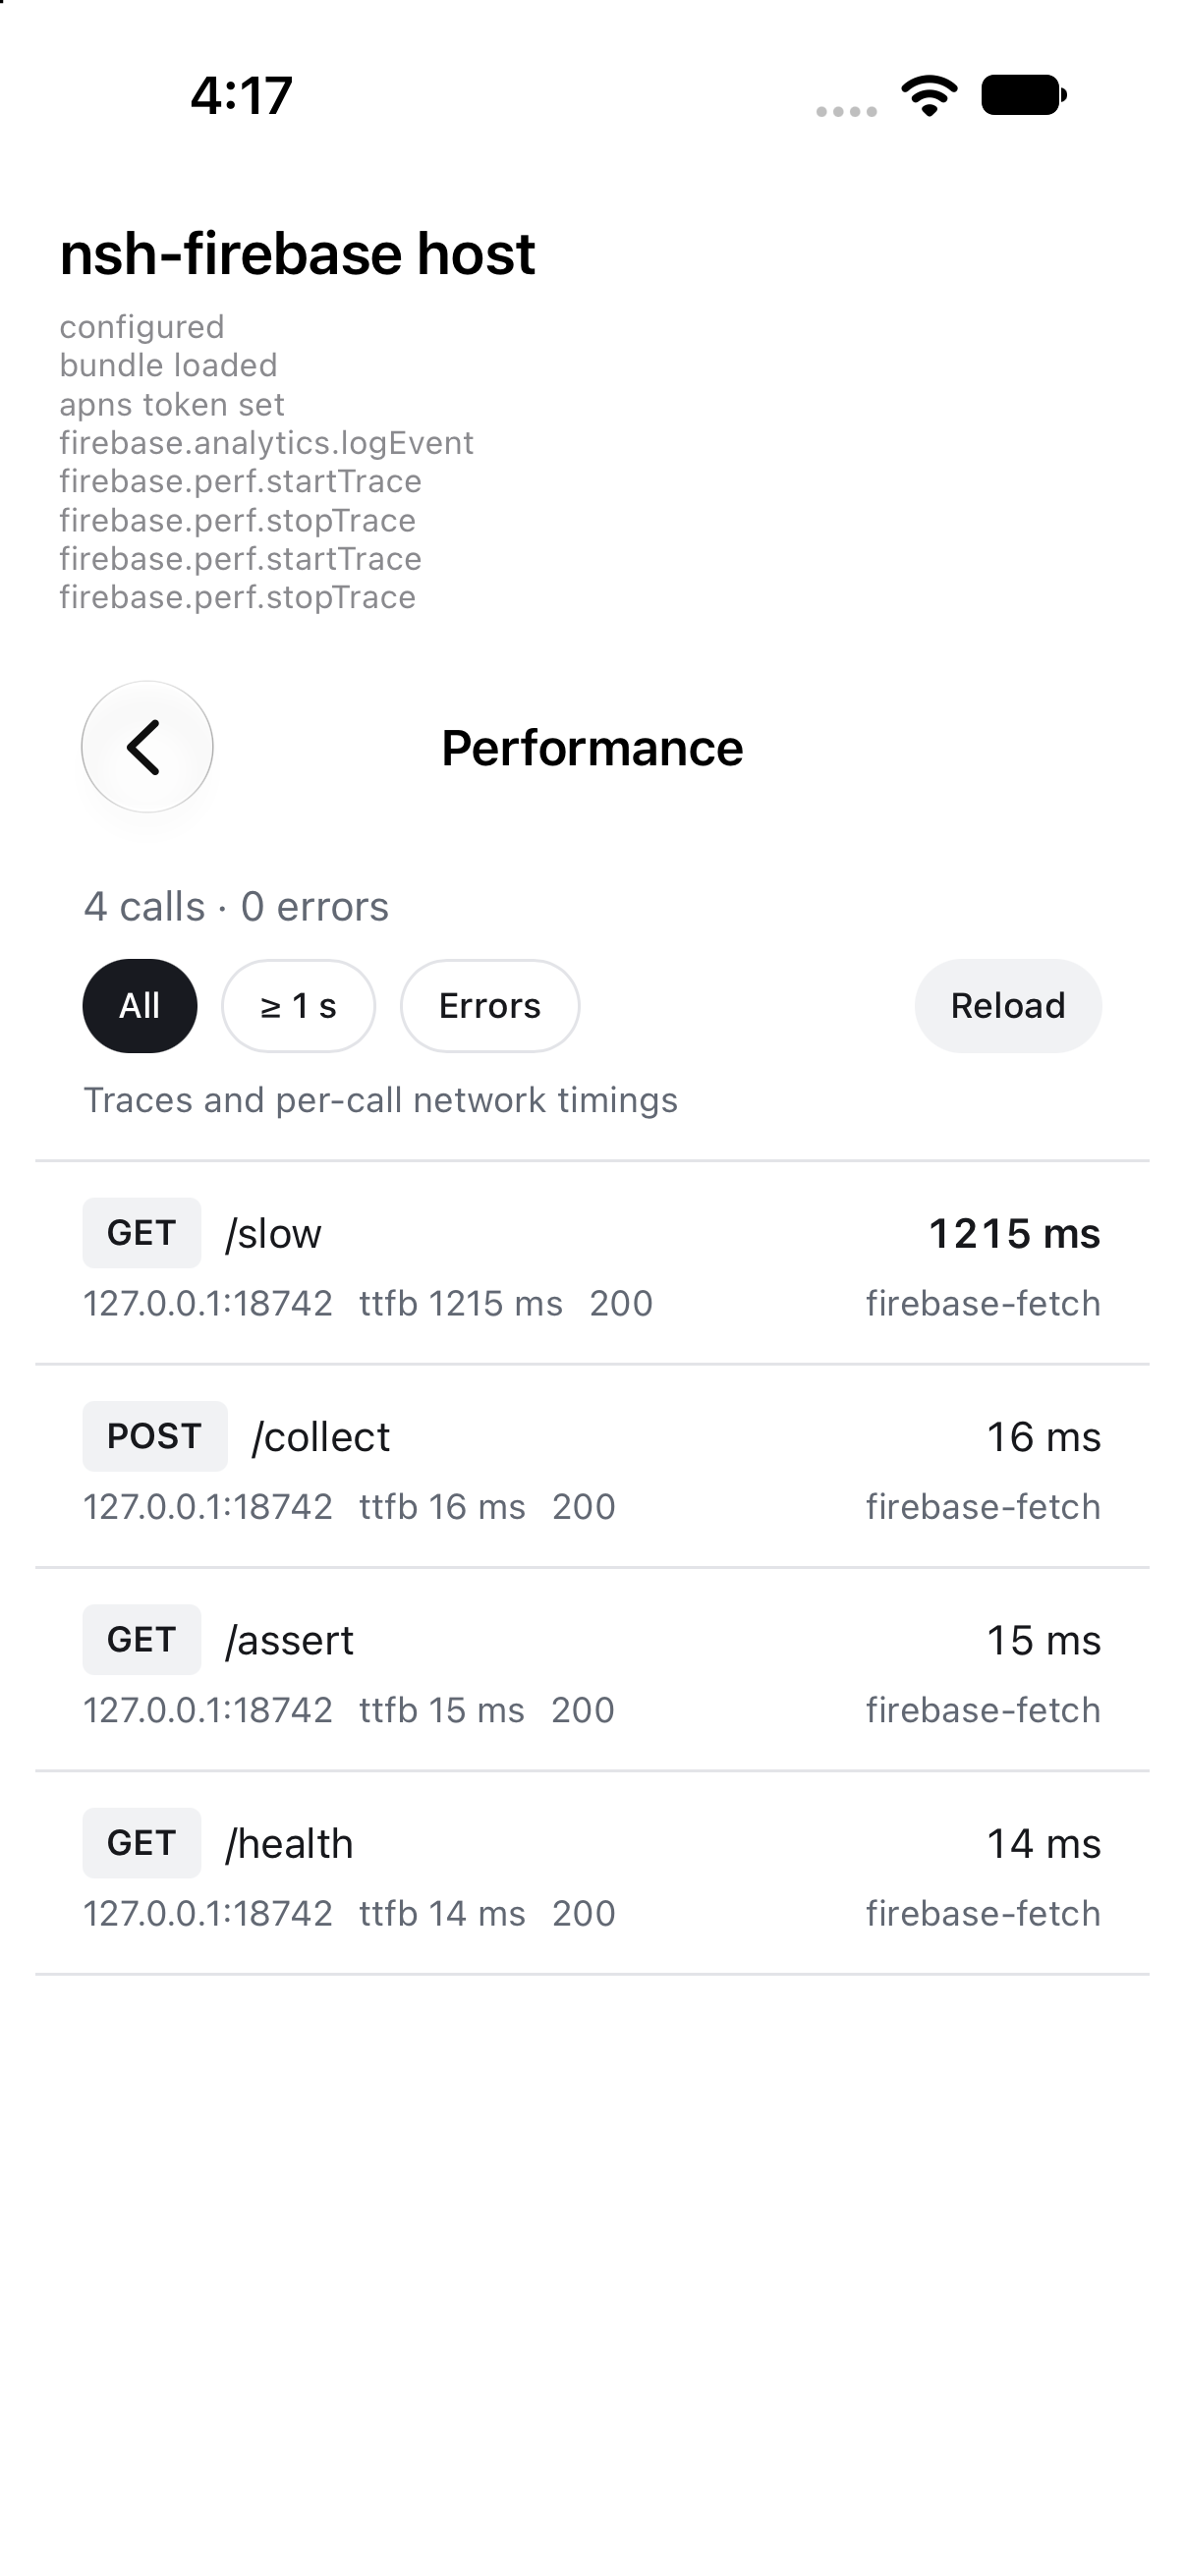 4:17
nsh-firebase host
configured
bundle loaded
apns token set
firebase.analytics.logEvent
firebase.perf.startTrace
firebase.perf.stopTrace
firebase.perf.startTrace
firebase.perf.stopTrace
Performance
4 calls · 0 errors
All ≥ 1 s Errors Reload
Traces and per-call network timings
GET /slow 1215 ms
127.0.0.1:18742 ttfb 1215 ms 200 firebase-fetch
POST /collect 16 ms
127.0.0.1:18742 ttfb 16 ms 200 firebase-fetch
GET /assert 15 ms
127.0.0.1:18742 ttfb 15 ms 200 firebase-fetch
GET /health 14 ms
127.0.0.1:18742 ttfb 14 ms 200 firebase-fetch